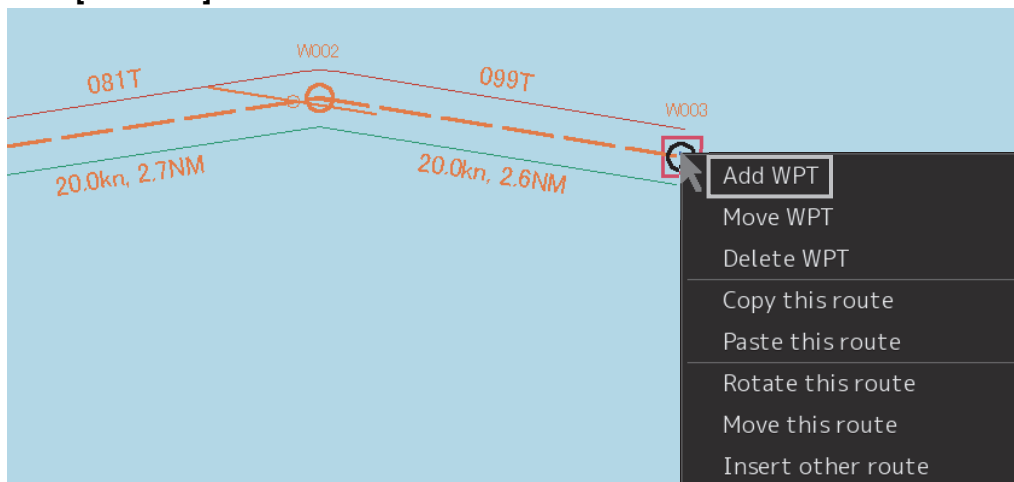 W002
081T
099T
W003
20.0kn, 2.7NM
20.0kn, 2.6NM
Add WPT
Move WPT
Delete WPT
Copy this route
Paste this route
Rotate this route
Move this route
Insert other route